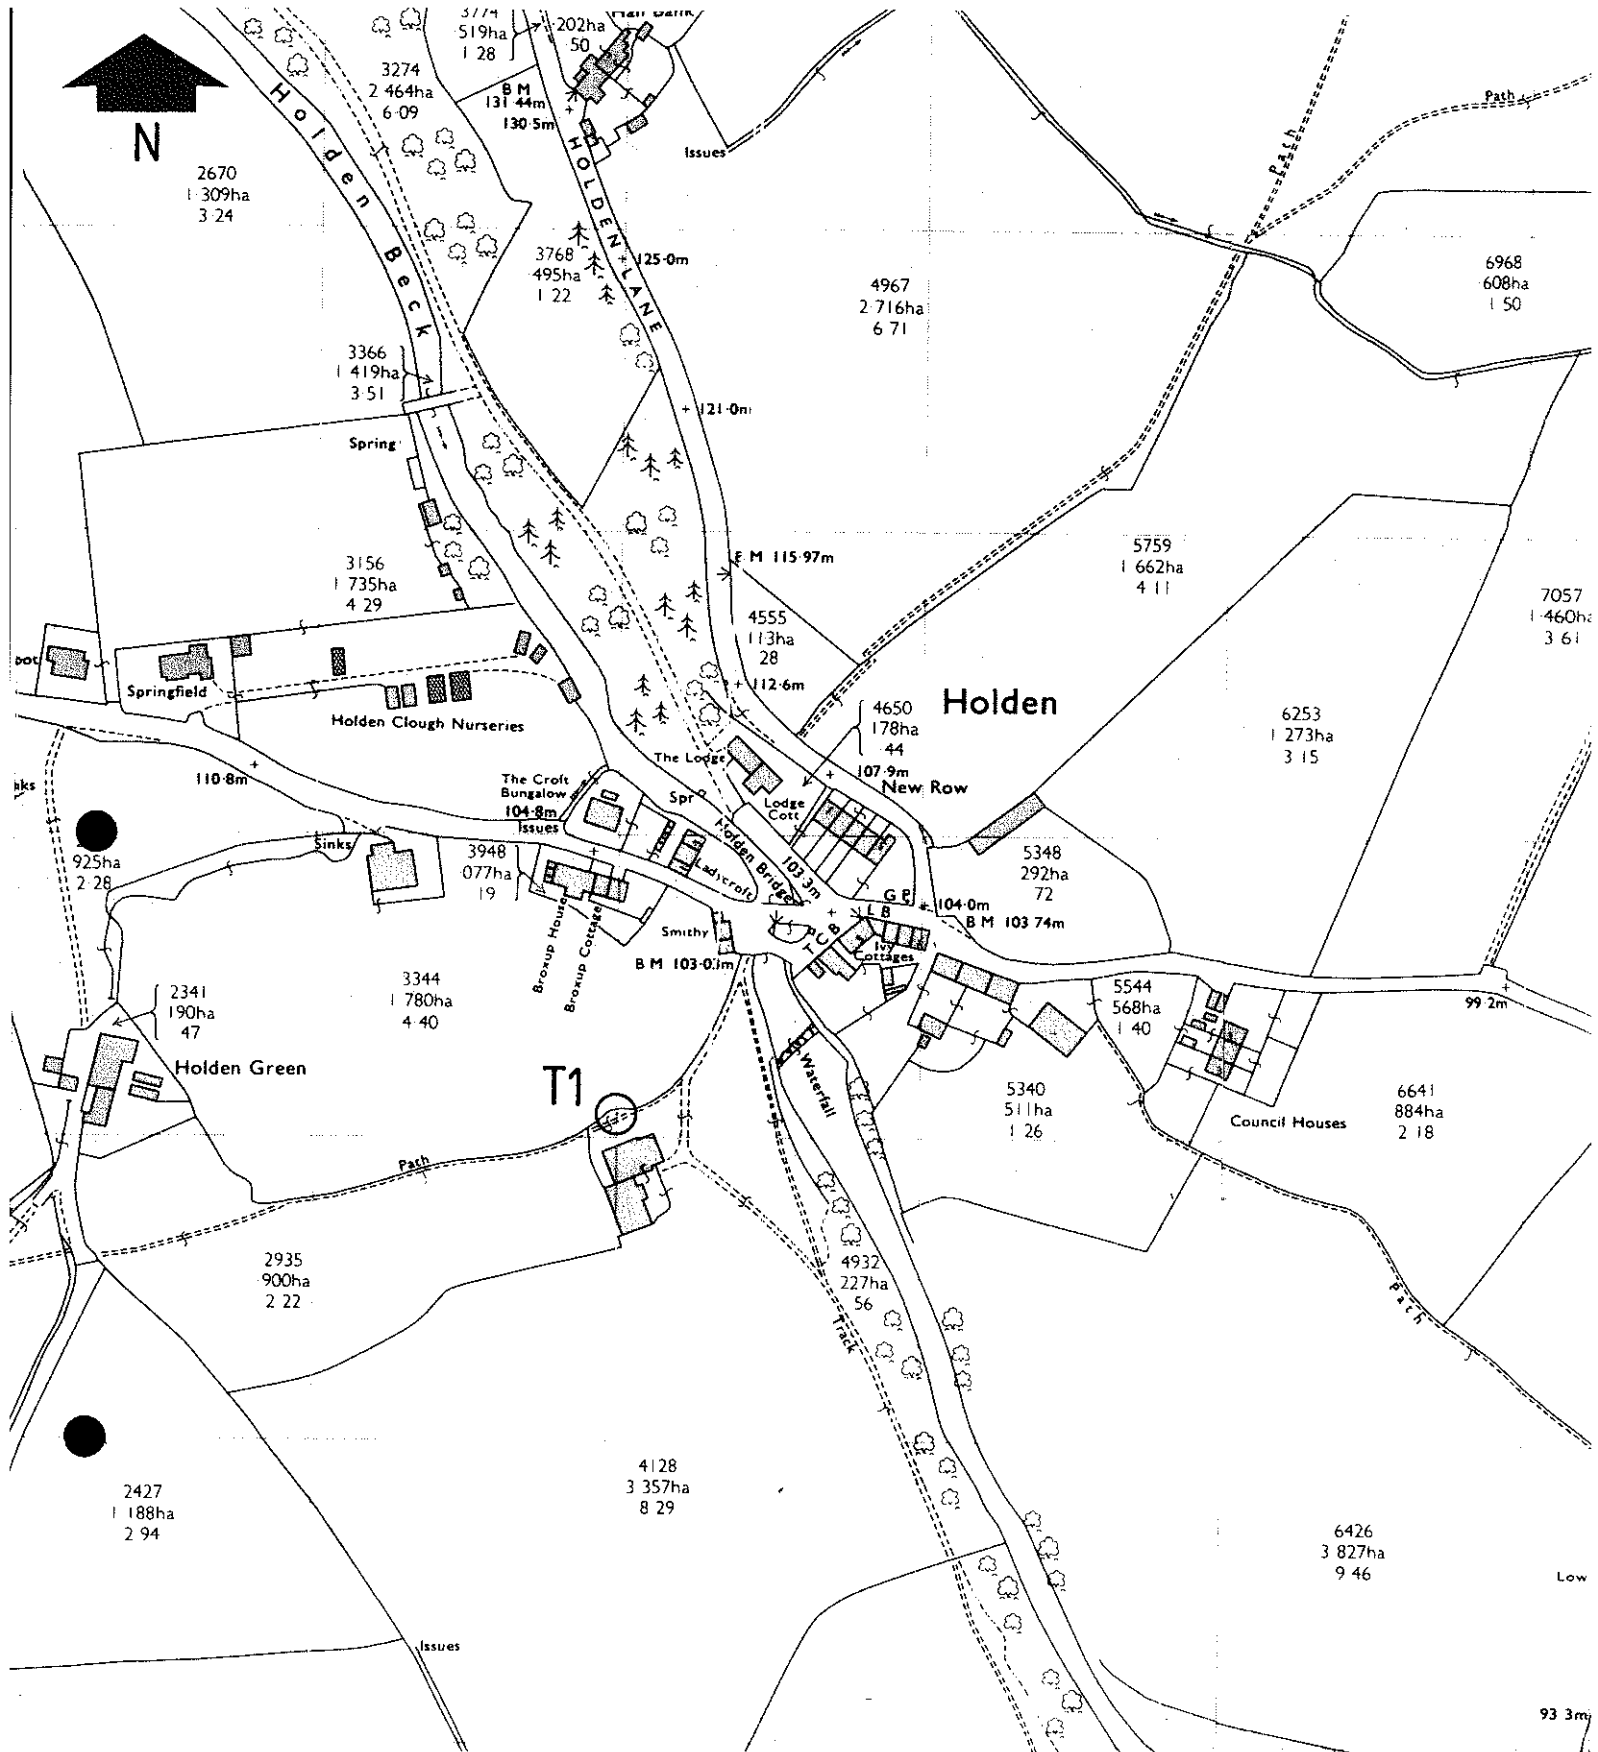 3774
519ha
1 28
202ha
50
Hall Bank
N
3274
2 464ha
6·09
B M
131·44m
130·5m
Issues
Path
Path
Holden Beck
HOLDEN LANE
2670
1·309ha
3·24
3768
·495ha
1 22
125·0m
4967
2·716ha
6 71
6968
·608ha
1 50
3366
1 419ha
3·51
121·0m
Spring
3156
1 735ha
4 29
B M 115·97m
4555
113ha
28
5759
1 662ha
4 11
7057
1·460ha
3 61
Springfield
Holden Clough Nurseries
112·6m
4650
178ha
·44
Holden
6253
1 273ha
3 15
110·8m
The Lodge
107·9m
New Row
The Croft
Bungalow
104·8m
Issues
Spr
Lodge
Cott
Sinks
925ha
2·28
3948
·077ha
19
Ladycroft
Holden Bridge
103·3m
5348
292ha
72
G P
L B
104·0m
B M 103 74m
Broxup House
Broxup Cottage
Smithy
T C B
Ivy
Cottages
B M 103·03m
3344
1 780ha
4·40
2341
190ha
47
5544
568ha
1 40
99·2m
Holden Green
T1
Waterfall
5340
511ha
1 26
Council Houses
6641
884ha
2 18
Path
2935
·900ha
2 22
4932
227ha
56
Track
Path
2427
1 188ha
2 94
4128
3 357ha
8 29
6426
3 827ha
9 46
Low
Issues
93 3m